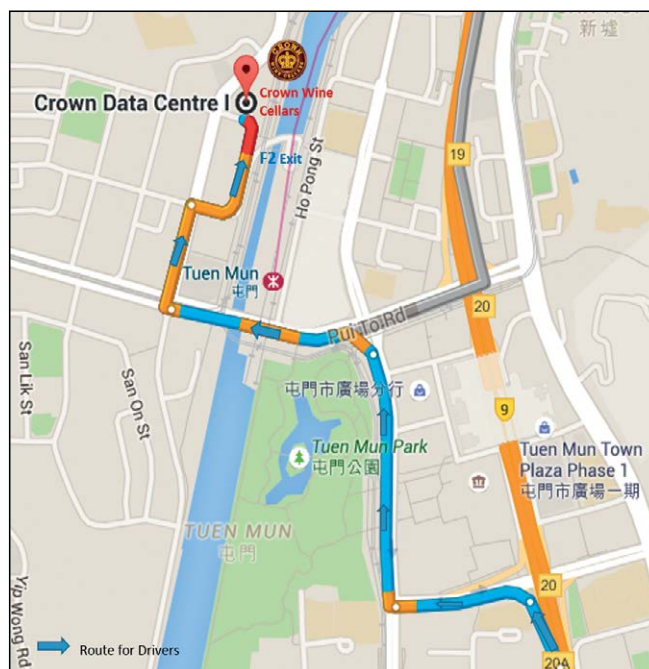 新墟
CROWN
WINE CELLARS
Crown Data Centre I
Crown Wine
Cellars
F2 Exit
Ho Pong St
19
Tuen Mun
屯門
20
Pui To Rd
San Lik St
San On St
屯門市廣場分行
9
Tuen Mun Park
屯門公園
Tuen Mun Town
Plaza Phase 1
屯門市廣場一期
TUEN MUN
屯門
Yip Wong Rd
20
Route for Drivers
20A